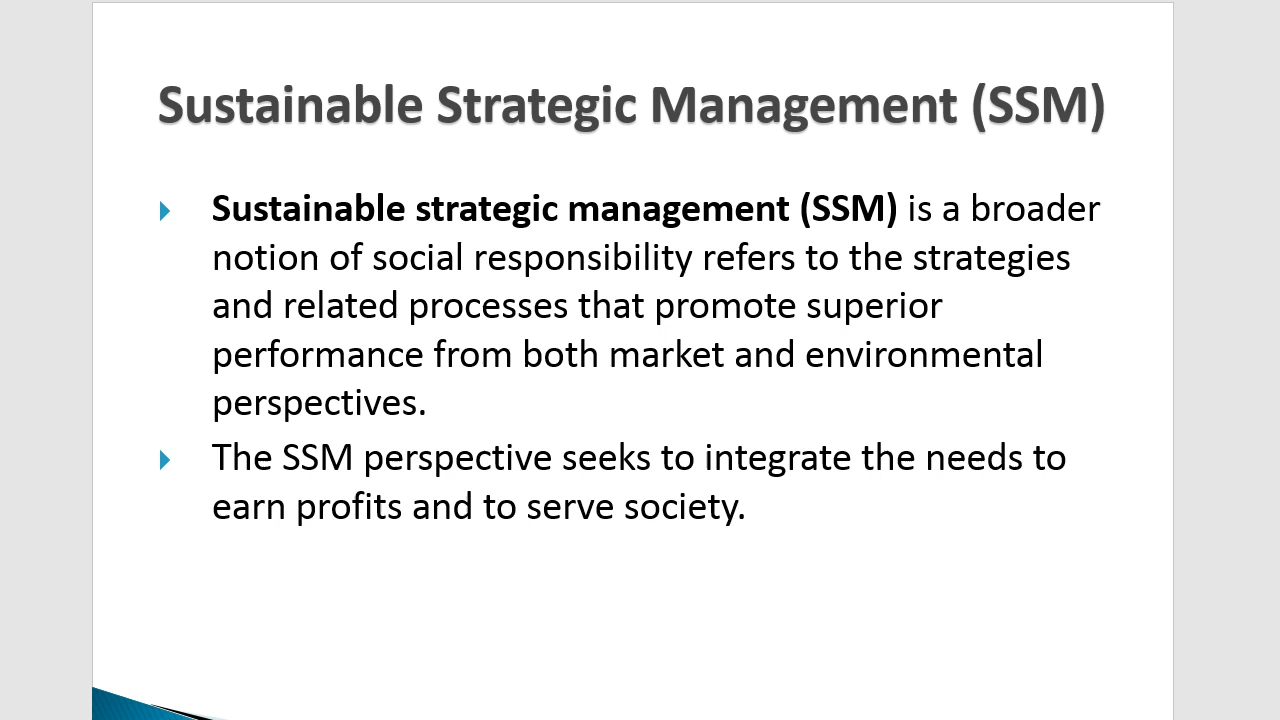 Sustainable Strategic Management (SSM)
Sustainable strategic management (SSM) is a broader
notion of social responsibility refers to the strategies
and related processes that promote superior
performance from both market and environmental
perspectives.
The SSM perspective seeks to integrate the needs to
earn profits and to serve society.